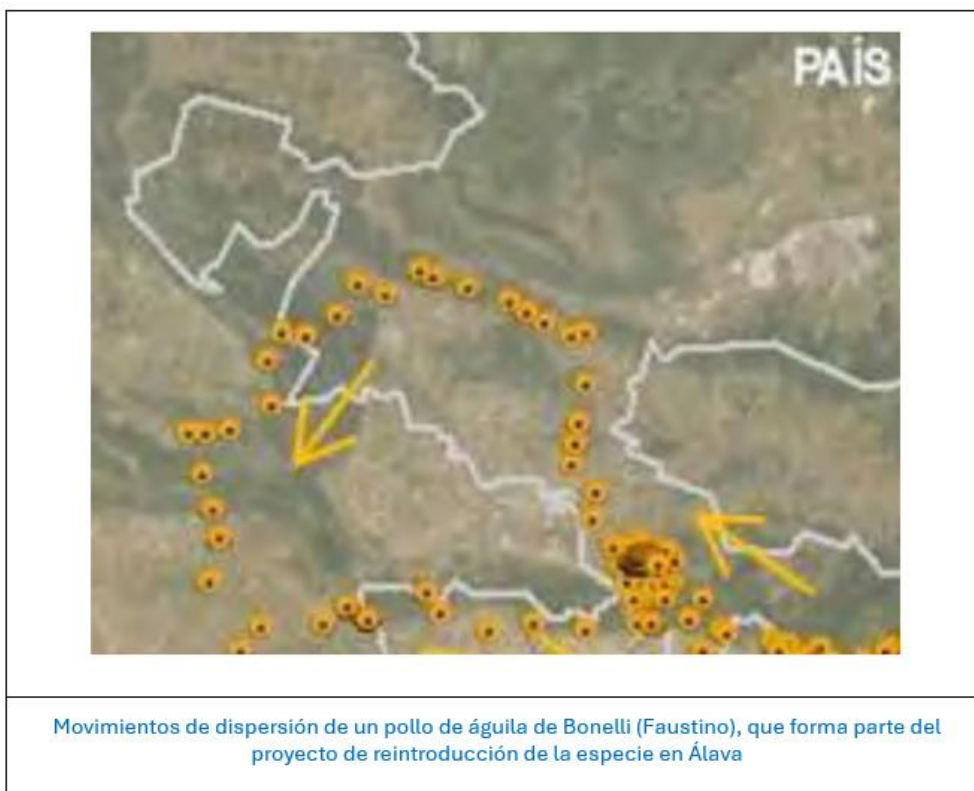 PAÍS
Movimientos de dispersión de un pollo de águila de Bonelli (Faustino), que forma parte del
proyecto de reintroducción de la especie en Álava